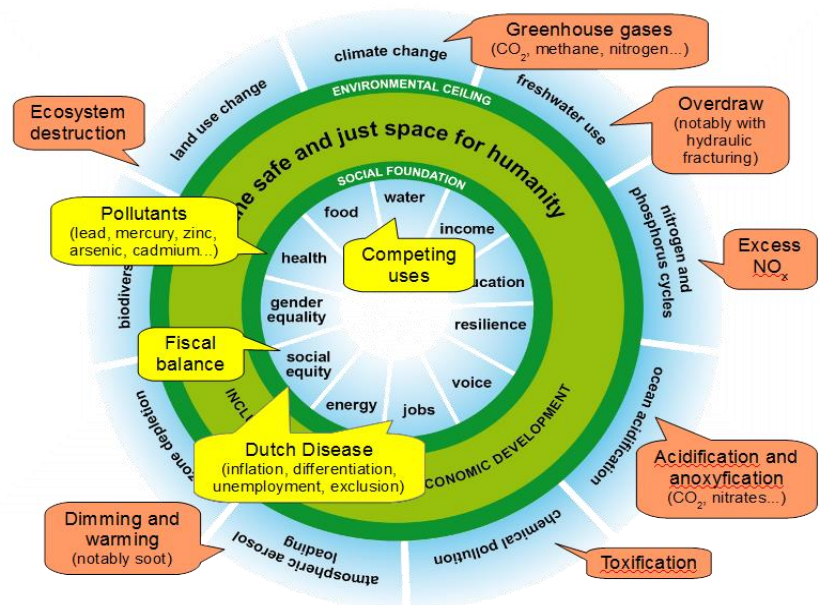 Greenhouse gases
(CO2, methane, nitrogen...)
climate change
ENVIRONMENTAL CEILING
freshwater use
Overdraw
(notably with
hydraulic
fracturing)
land use change
Ecosystem
destruction
safe and just space for humanity
SOCIAL FOUNDATION
water
food
income
Pollutants
(lead, mercury, zinc,
arsenic, cadmium...)
Competing
uses
health
nitrogen and
phosphorus cycles
Excess
NOx
gender
equality
resilience
Fiscal
balance
social
equity
voice
energy
jobs
Dutch Disease
(inflation, differentiation,
unemployment, exclusion)
DEVELOPMENT
ocean acidification
Acidification and
anoxyfication
(CO2, nitrates...)
depletion
Dimming and
warming
(notably soot)
atmospheric aerosol
loading
chemical pollution
Toxification